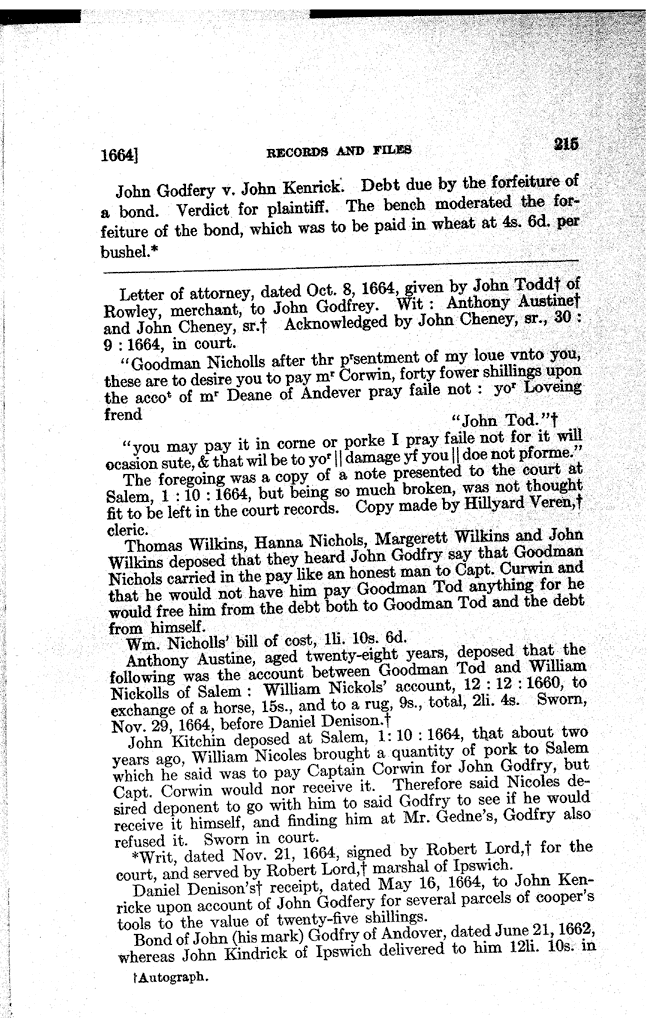 1664] RECORDS AND FILES 215
John Godfery v. John Kenrick. Debt due by the forfeiture of
a bond. Verdict for plaintiff. The bench moderated the for-
feiture of the bond, which was to be paid in wheat at 4s. 6d. per
bushel.*
Letter of attorney, dated Oct. 8, 1664, given by John Todd† of
Rowley, merchant, to John Godfrey. Wit : Anthony Austine†
and John Cheney, sr.† Acknowledged by John Cheney, sr., 30 :
9 : 1664, in court.
"Goodman Nicholls after thr pʳsentment of my loue vnto you,
these are to desire you to pay mʳ Corwin, forty fower shillings upon
the accoᵗ of mʳ Deane of Andever pray faile not : yoʳ Loveing
frend
"John Tod."†
"you may pay it in corne or porke I pray faile not for it will
ocasion sute, & that wil be to yoʳ || damage yf you || doe not pforme."
The foregoing was a copy of a note presented to the court at
Salem, 1 : 10 : 1664, but being so much broken, was not thought
fit to be left in the court records. Copy made by Hillyard Veren,†
cleric.
Thomas Wilkins, Hanna Nichols, Margerett Wilkins and John
Wilkins deposed that they heard John Godfry say that Goodman
Nichols carried in the pay like an honest man to Capt. Curwin and
that he would not have him pay Goodman Tod anything for he
would free him from the debt both to Goodman Tod and the debt
from himself.
Wm. Nicholls' bill of cost, 1li. 10s. 6d.
Anthony Austine, aged twenty-eight years, deposed that the
following was the account between Goodman Tod and William
Nickolls of Salem : William Nickols' account, 12 : 12 : 1660, to
exchange of a horse, 15s., and to a rug, 9s., total, 2li. 4s. Sworn,
Nov. 29, 1664, before Daniel Denison.†
John Kitchin deposed at Salem, 1: 10 : 1664, that about two
years ago, William Nicoles brought a quantity of pork to Salem
which he said was to pay Captain Corwin for John Godfry, but
Capt. Corwin would nor receive it. Therefore said Nicoles de-
sired deponent to go with him to said Godfry to see if he would
receive it himself, and finding him at Mr. Gedne's, Godfry also
refused it. Sworn in court.
*Writ, dated Nov. 21, 1664, signed by Robert Lord,† for the
court, and served by Robert Lord,† marshal of Ipswich.
Daniel Denison's† receipt, dated May 16, 1664, to John Ken-
ricke upon account of John Godfery for several parcels of cooper's
tools to the value of twenty-five shillings.
Bond of John (his mark) Godfry of Andover, dated June 21, 1662,
whereas John Kindrick of Ipswich delivered to him 12li. 10s. in
†Autograph.